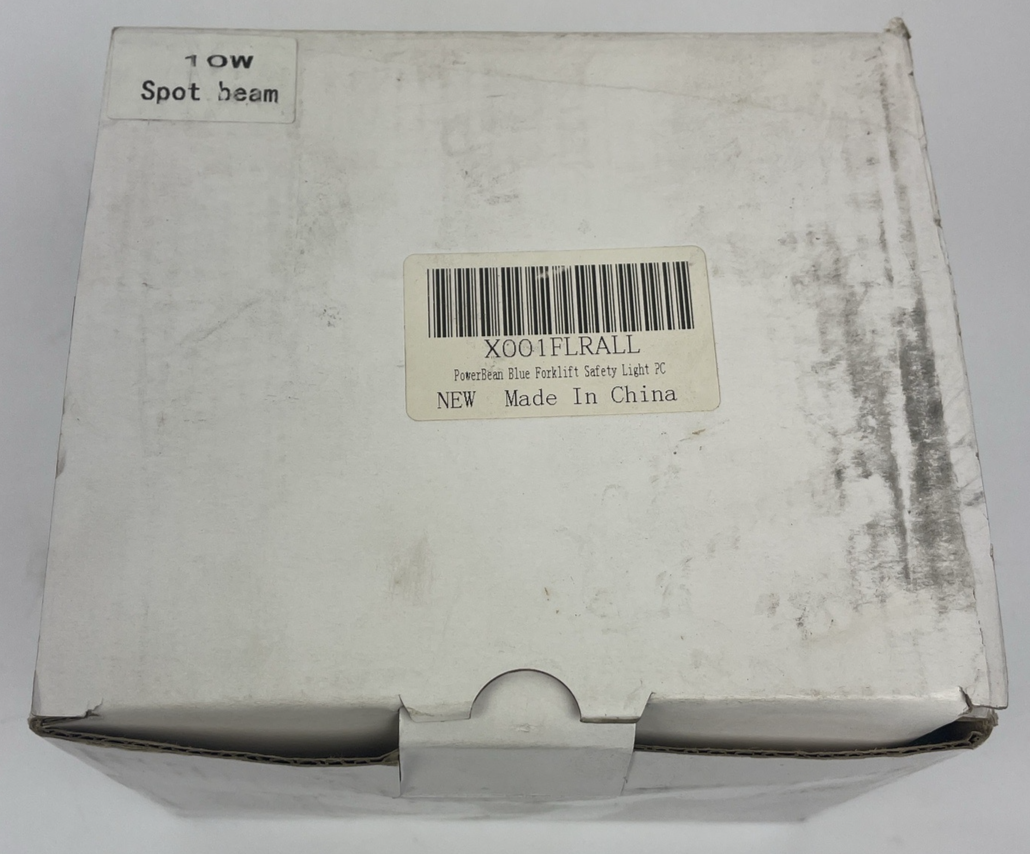 10W
Spot beam
X001FLRALL
PowerBean Blue Forklift Safety Light PC
NEW Made In China